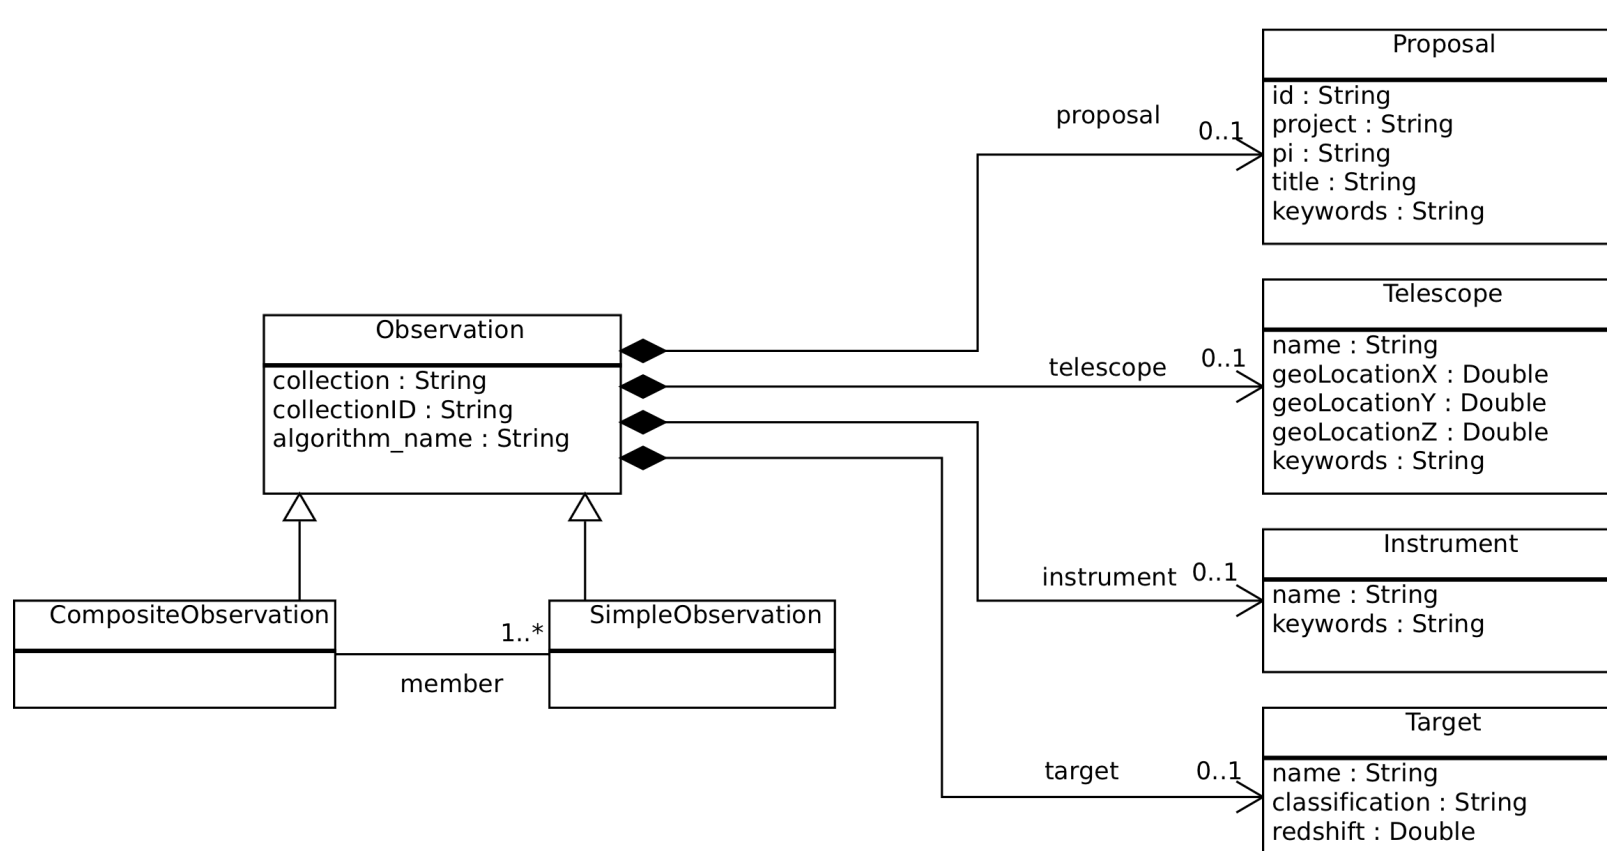 Proposal
id : String
project : String
pi : String
title : String
keywords : String
proposal
0..1
Telescope
name : String
geoLocationX : Double
geoLocationY : Double
geoLocationZ : Double
keywords : String
Observation
collection : String
collectionID : String
algorithm_name : String
telescope
0..1
Instrument
name : String
keywords : String
instrument
0..1
CompositeObservation
SimpleObservation
1..*
member
Target
name : String
classification : String
redshift : Double
target
0..1